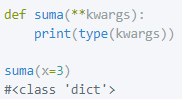 def suma(**kwargs):
    print(type(kwargs))

suma(x=3)
#<class 'dict'>